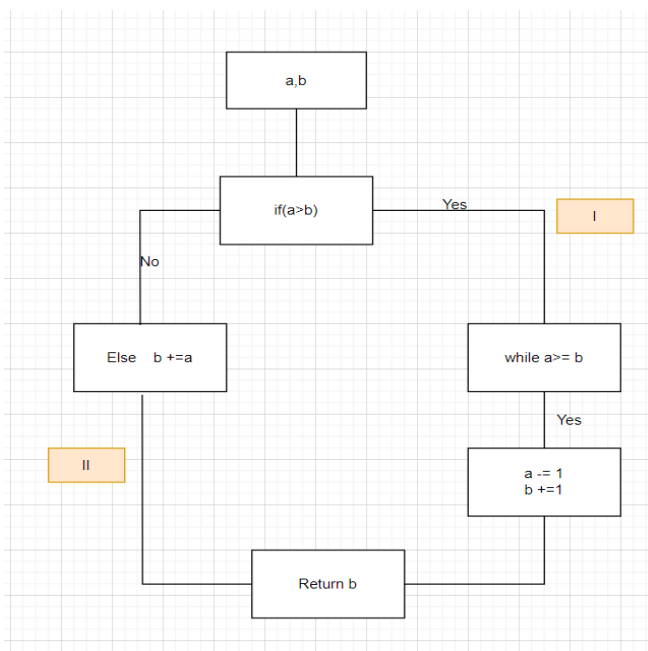 a,b
if(a>b)
Yes
I
No
Else b +=a
while a>= b
Yes
II
a -= 1
b +=1
Return b